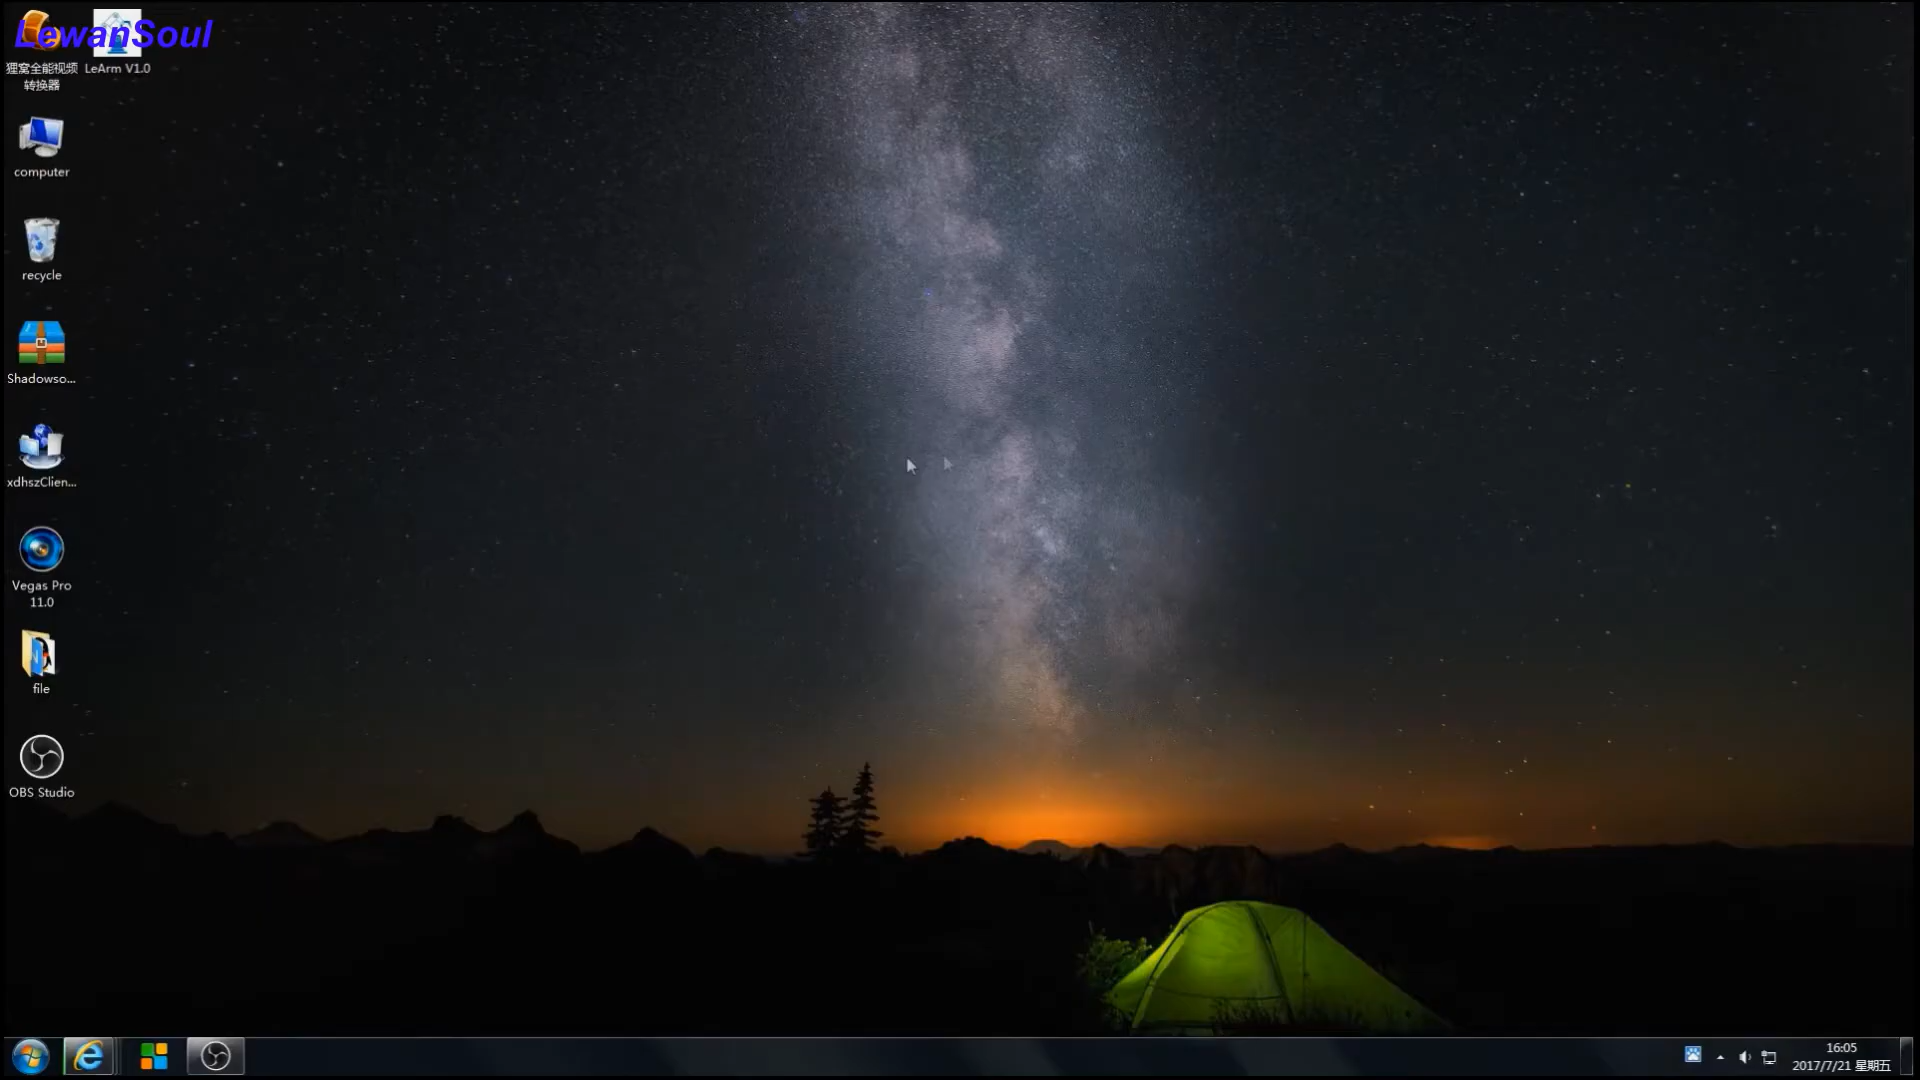 LewanSoul
狸窝全能视频
转换器
LeArm V1.0
computer
recycle
Shadowso...
xdhszClien...
Vegas Pro
11.0
file
OBS Studio
16:05
2017/7/21 星期五